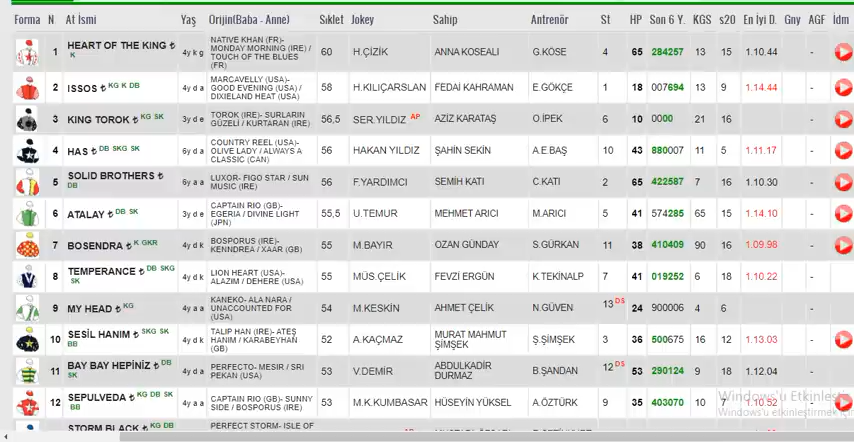 Forma N At İsmi Yaş Orijin(Baba - Anne) Sıklet Jokey Sahip Antrenör St HP Son 6 Y. KGS s20 En İyi D. Gny AGF İdm
1 HEART OF THE KING ₺ K 4y k g NATIVE KHAN (FR)- MONDAY MORNING (IRE) / TOUCH OF THE BLUES (FR) 60 H.ÇİZİK ANNA KOSEALI G.KÖSE 4 65 284257 13 15 1.10.44 -
2 ISSOS ₺ KG K DB 4y d a MARCAVELLY (USA)- GOOD EVENING (USA) / DIXIELAND HEAT (USA) 58 H.KILIÇARSLAN FEDAİ KAHRAMAN E.GÖKÇE 1 18 007694 13 9 1.14.44 -
3 KING TOROK ₺ KG SK 3y d e TOROK (IRE)- SURLARIN GÜZELİ / KURTARAN (IRE) 56,5 SER.YILDIZ AP AZİZ KARATAŞ O.İPEK 6 10 0000 21 16 -
4 HAS ₺ DB SKG SK 6y d a COUNTRY REEL (USA)- OLIVE LADY / ALWAYS A CLASSIC (CAN) 56 HAKAN YILDIZ ŞAHİN SEKİN A.E.BAŞ 10 43 880007 11 5 1.11.17 -
5 SOLID BROTHERS ₺ DB 6y a a LUXOR- FIGO STAR / SUN MUSIC (IRE) 56 F.YARDIMCI SEMİH KATI C.KATI 2 65 422587 7 16 1.10.30 -
6 ATALAY ₺ DB SK 3y d e CAPTAIN RIO (GB)- EGERIA / DIVINE LIGHT (JPN) 55,5 U.TEMUR MEHMET ARICI M.ARICI 5 41 574285 65 15 1.14.10 -
7 BOSENDRA ₺ K GKR 4y d k BOSPORUS (IRE)- KENNDREA / XAAR (GB) 55 M.BAYIR OZAN GÜNDAY S.GÜRKAN 11 38 410409 90 16 1.09.98 -
8 TEMPERANCE ₺ DB SKG SK 4y d k LION HEART (USA)- ALAZIM / DEHERE (USA) 55 MÜS.ÇELİK FEVZİ ERGÜN K.TEKİNALP 7 41 019252 6 18 1.10.22 -
9 MY HEAD ₺ KG 4y a a KANEKO- ALA NARA / UNACCOUNTED FOR (USA) 54 M.KESKİN AHMET ÇELİK N.GÜVEN 13 DS 24 900006 4 6 -
10 SESİL HANIM ₺ SKG SK BB 4y d k TALIP HAN (IRE)- ATEŞ HANIM / KARABEYHAN (GB) 52 A.KAÇMAZ MURAT MAHMUT ŞİMŞEK Ş.ŞİMŞEK 3 36 500675 16 12 1.13.03 -
11 BAY BAY HEPİNİZ ₺ DB SK 4y d a PERFECTO- MESIR / SRI PEKAN (USA) 53 V.DEMİR ABDULKADİR DURMAZ B.ŞANDAN 12 DS 53 290124 9 18 1.12.04 -
12 SEPULVEDA ₺ KG DB SK BB 4y a a CAPTAIN RIO (GB)- SUNNY SIDE / BOSPORUS (IRE) 53 M.K.KUMBASAR HÜSEYİN YÜKSEL A.ÖZTÜRK 9 35 403070 10 7 1.10.52 -
Windows'u Etkinleştir
Windows'u etkinleştirmek
STORM BLACK ₺ KG DB PERFECT STORM- ISLE OF